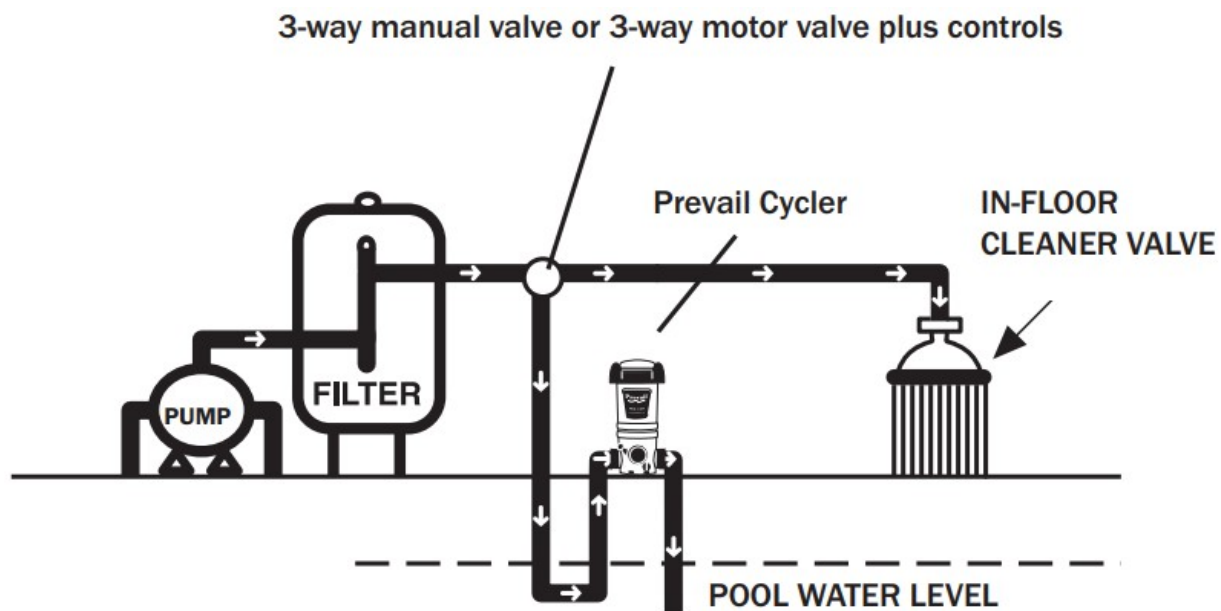 3-way manual valve or 3-way motor valve plus controls
Prevail Cycler
IN-FLOOR
CLEANER VALVE
FILTER
PUMP
Prevail
POOL WATER LEVEL